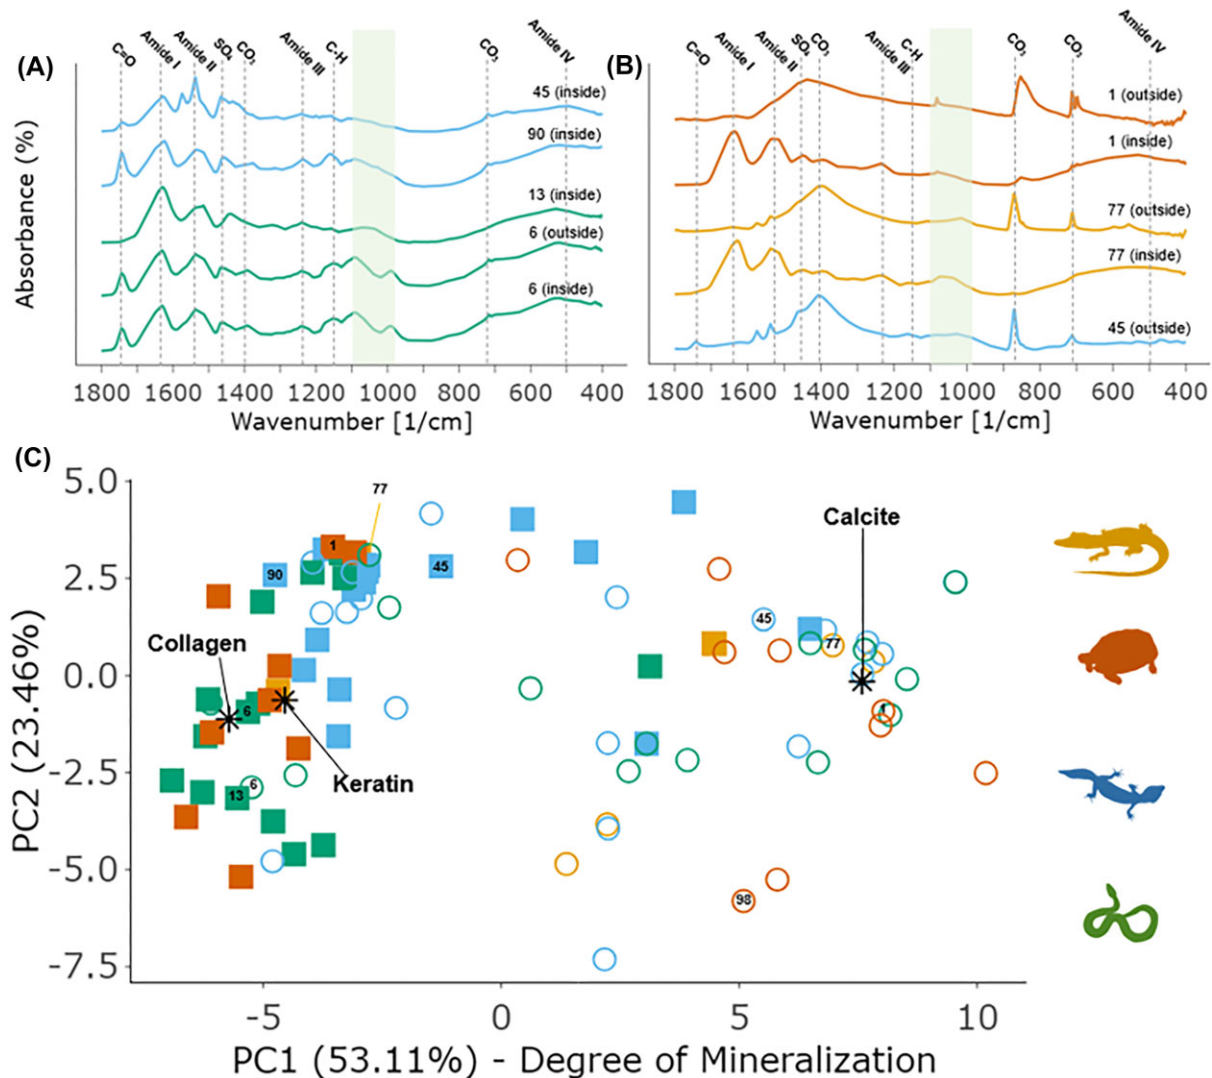 (A)
C=O
Amide I
Amide II
SO₄
CO₃
Amide III
C-H
CO₃
Amide IV
45 (inside)
90 (inside)
13 (inside)
6 (outside)
6 (inside)
Absorbance (%)
1800 1600 1400 1200 1000 800 600 400
Wavenumber [1/cm]
(B)
C=O
Amide I
Amide II
SO₄
CO₃
Amide III
C-H
CO₃
CO₃
Amide IV
1 (outside)
1 (inside)
77 (outside)
77 (inside)
45 (outside)
1800 1600 1400 1200 1000 800 600 400
Wavenumber [1/cm]
(C)
5.0
2.5
0.0
-2.5
-5.0
-7.5
PC2 (23.46%)
77
1
90
45
Calcite
45
77
Collagen
6
1
Keratin
6
13
98
-5 0 5 10
PC1 (53.11%) - Degree of Mineralization